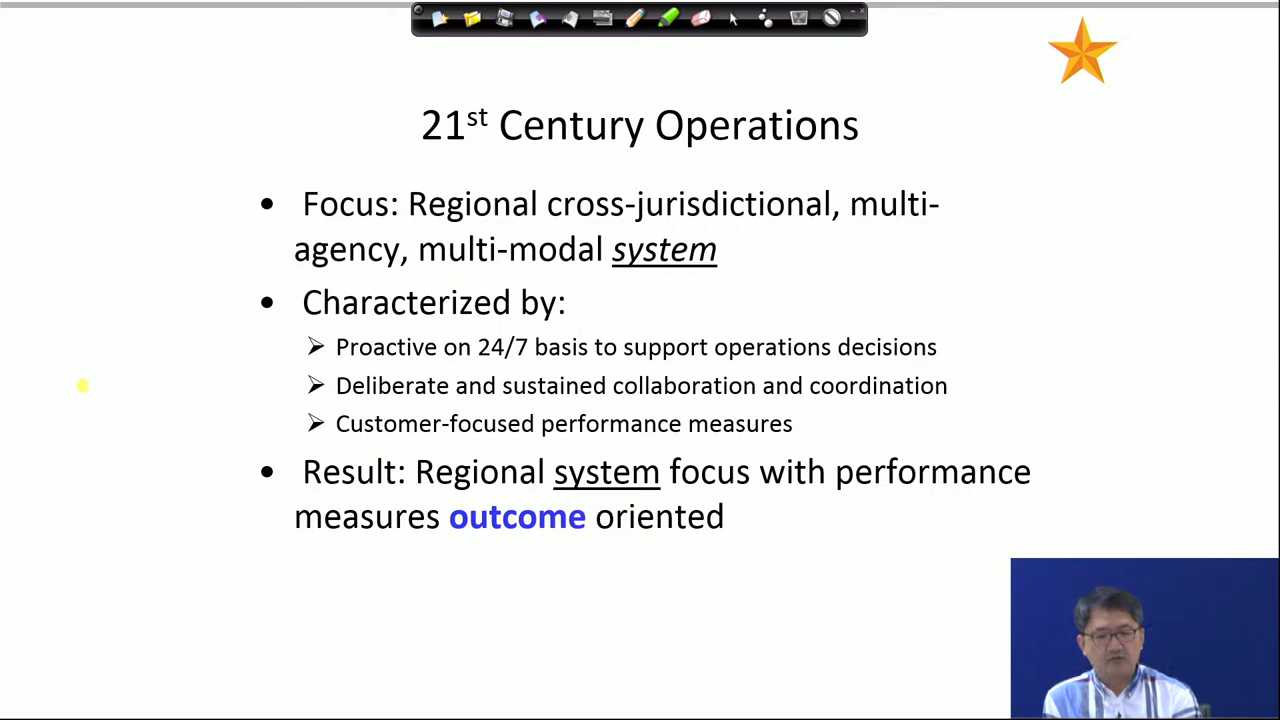 21st Century Operations
• Focus: Regional cross-jurisdictional, multi-
agency, multi-modal system
• Characterized by:
➢ Proactive on 24/7 basis to support operations decisions
➢ Deliberate and sustained collaboration and coordination
➢ Customer-focused performance measures
• Result: Regional system focus with performance
measures outcome oriented